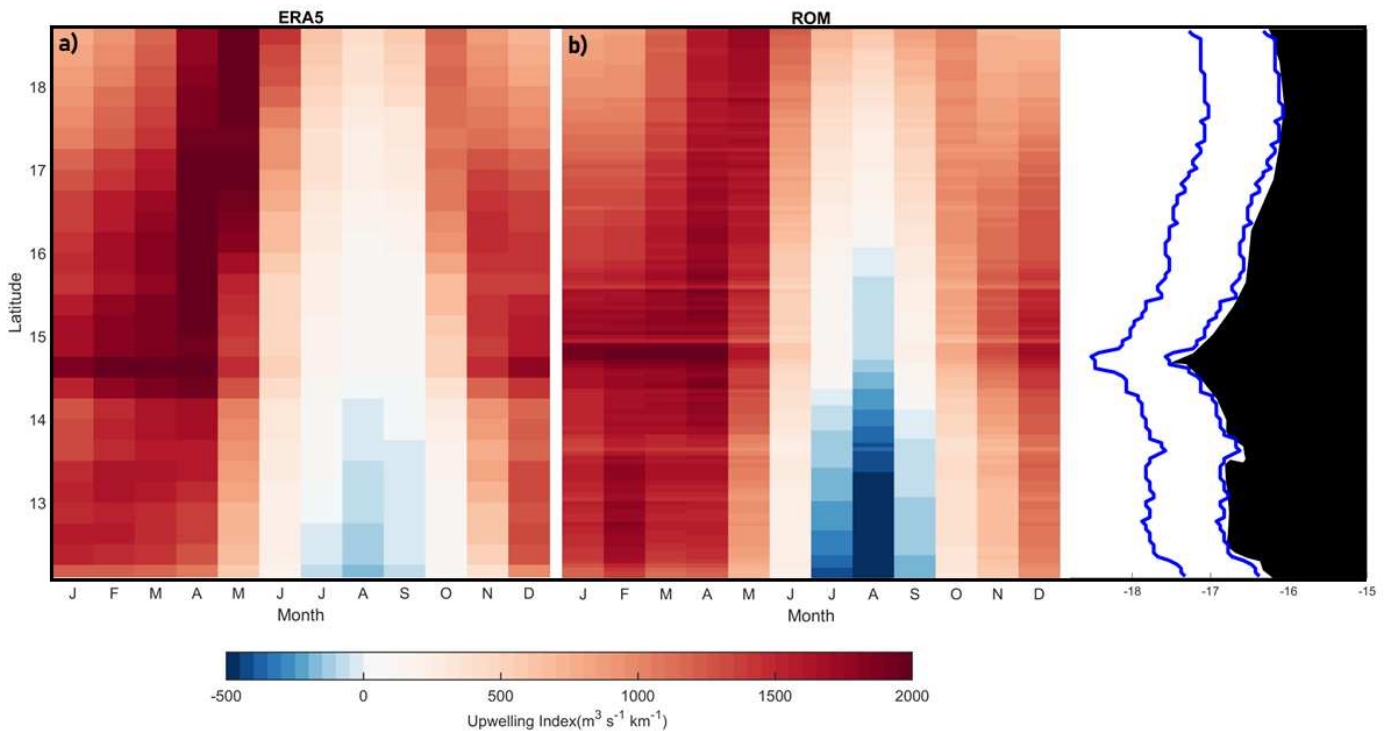 ERA5 ROM
a) b)
18
17
16
15
14
13
Latitude
J F M A M J J A S O N D J F M A M J J A S O N D -18 -17 -16 -15
Month Month
-500 0 500 1000 1500 2000
Upwelling Index(m³ s⁻¹ km⁻¹)